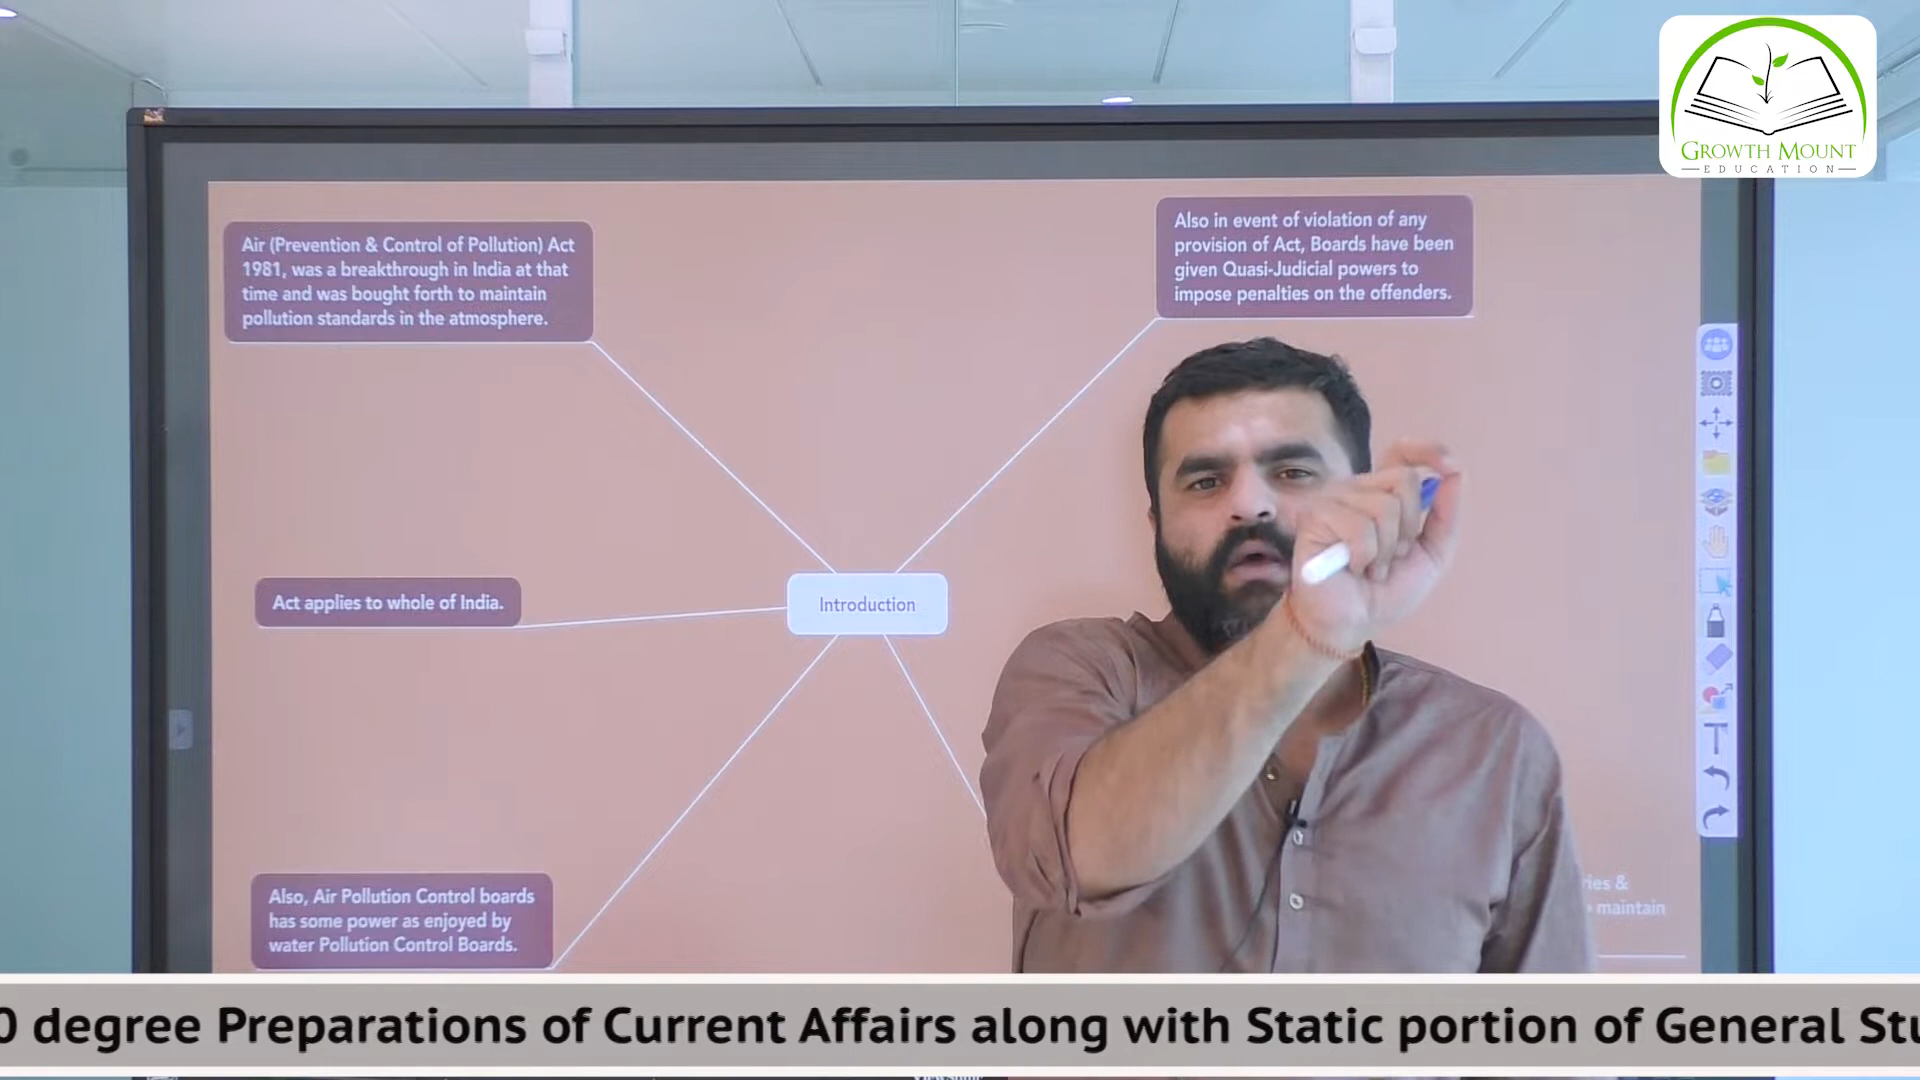 GROWTH MOUNT
EDUCATION
Air (Prevention & Control of Pollution) Act
1981, was a breakthrough in India at that
time and was bought forth to maintain
pollution standards in the atmosphere.
Also in event of violation of any
provision of Act, Boards have been
given Quasi-Judicial powers to
impose penalties on the offenders.
Act applies to whole of India.
Introduction
Also, Air Pollution Control boards
has some power as enjoyed by
water Pollution Control Boards.
&
maintain
0 degree Preparations of Current Affairs along with Static portion of General